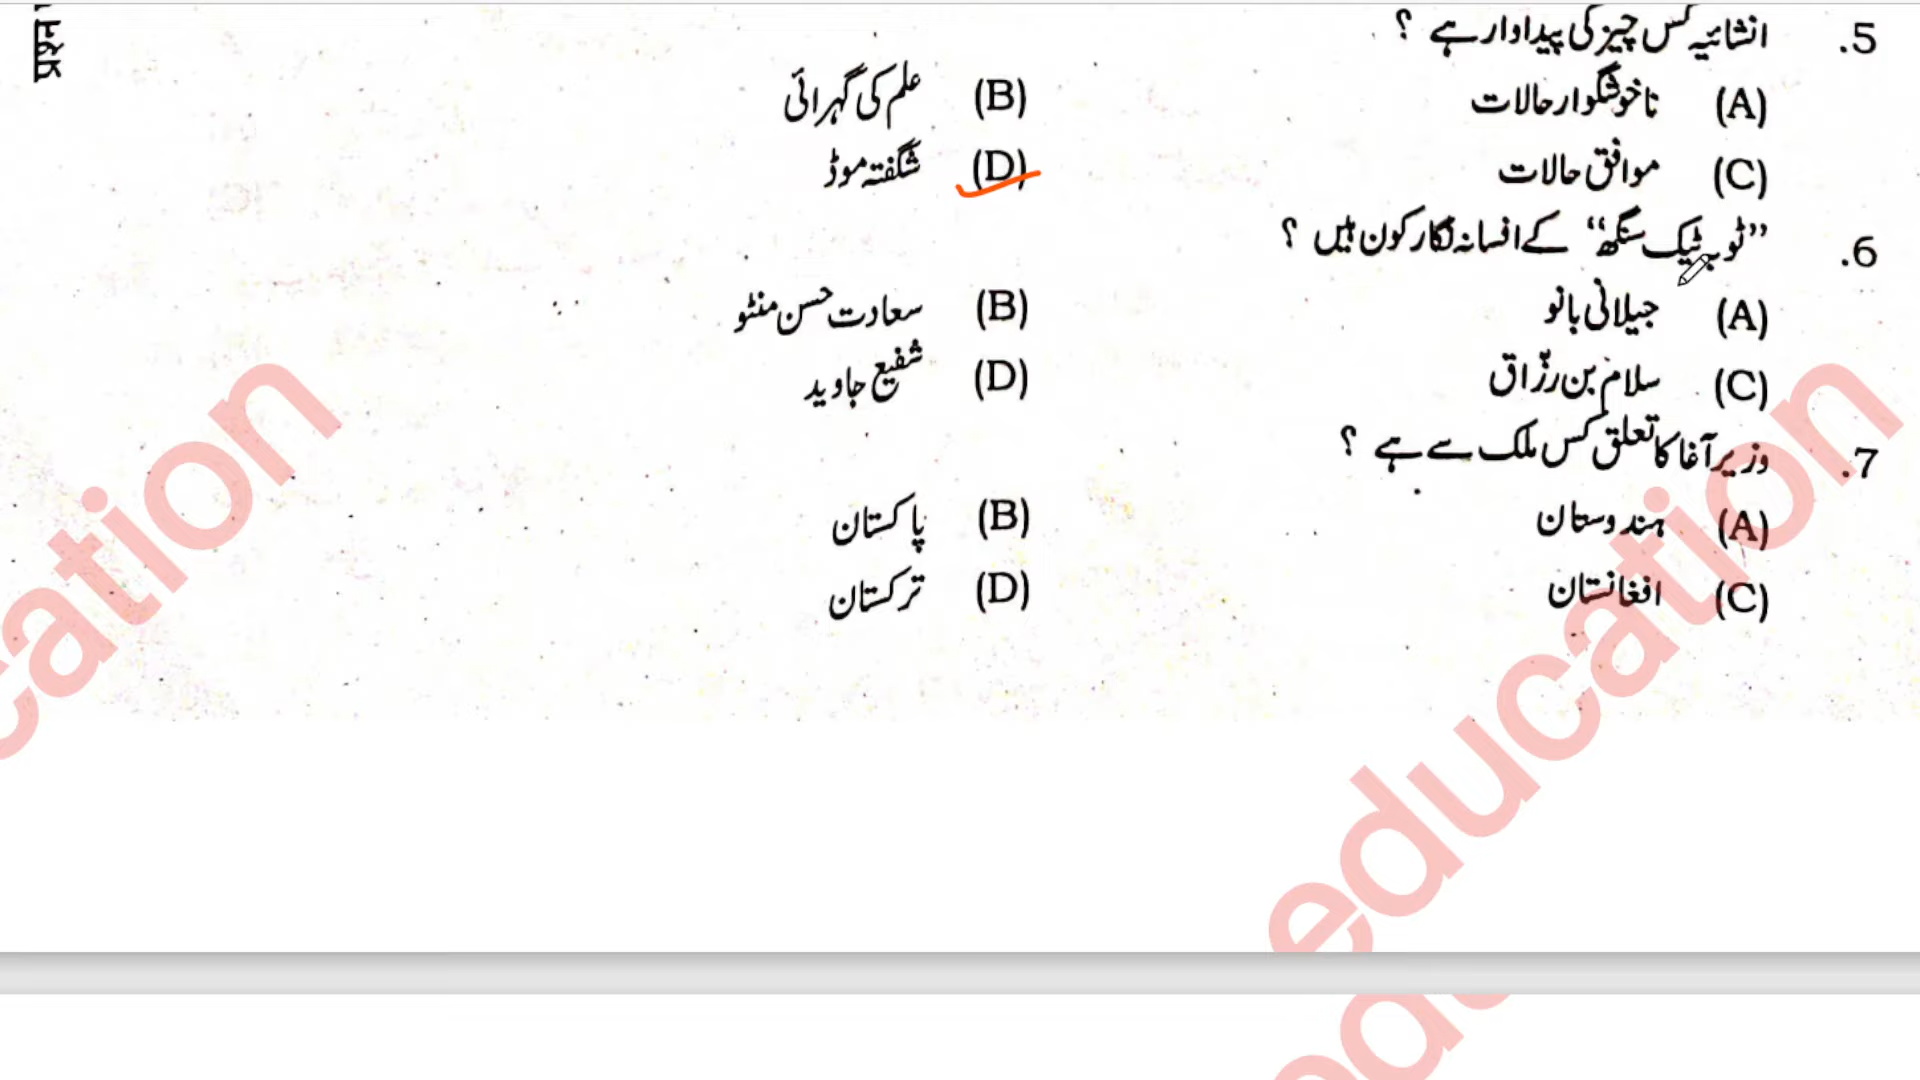 5. انشائیہ کس چیز کی پیداوار ہے ؟
(A) ناخوشگوار حالات (B) علم کی گہرائی
(C) موافق حالات (D) شگفتہ موڈ
6. ”ٹوبہ ٹیک سنگھ“ کے افسانہ نگار کون ہیں ؟
(A) جیلانی بانو (B) سعادت حسن منٹو
(C) سلام بن رزّاق (D) شفیع جاوید
7. وزیر آغا کا تعلق کس ملک سے ہے ؟
(A) ہندوستان (B) پاکستان
(C) افغانستان (D) ترکستان
cation
education